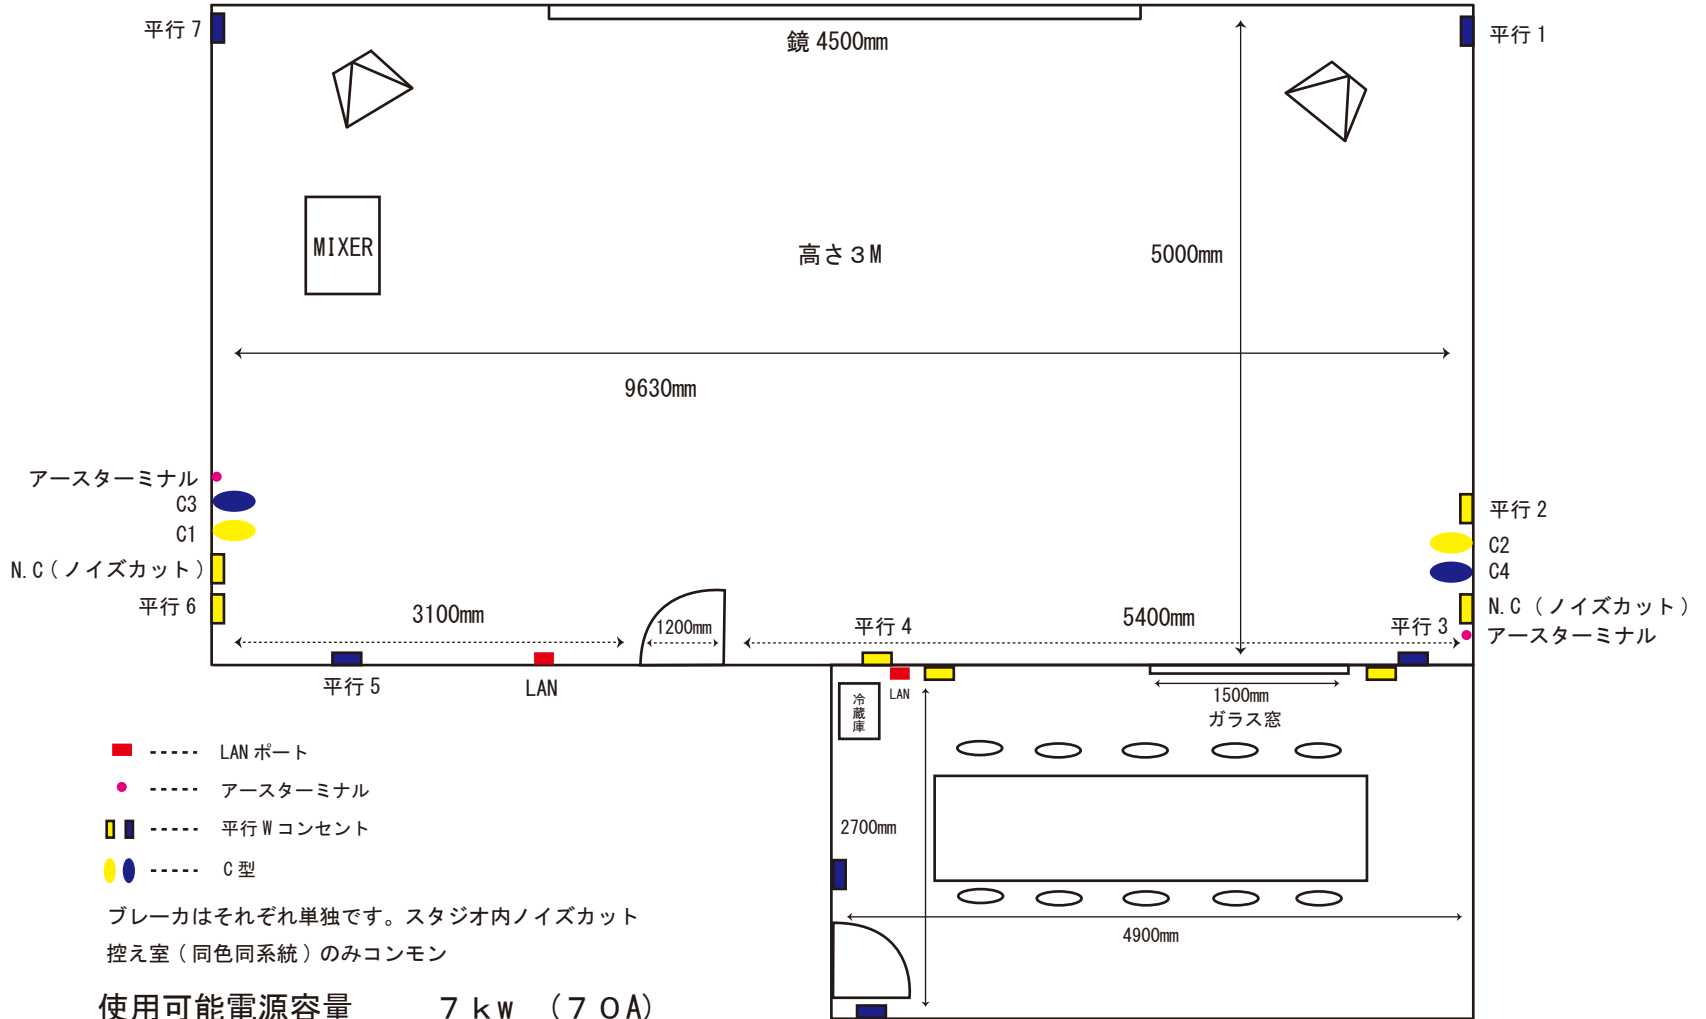 平行 7
鏡 4500mm
平行 1
MIXER
高さ３M
5000mm
9630mm
アースターミナル
C3
C1
N.C ( ノイズカット )
平行 6
平行 2
C2
C4
N.C ( ノイズカット )
アースターミナル
3100mm
1200mm
平行 4
5400mm
平行 3
平行 5
LAN
冷蔵庫
LAN
1500mm
ガラス窓
----- LAN ポート
----- アースターミナル
----- 平行 W コンセント
----- C 型
2700mm
4900mm
ブレーカはそれぞれ単独です。スタジオ内ノイズカット
控え室 ( 同色同系統 ) のみコンモン
使用可能電源容量　７ｋｗ （７０A）